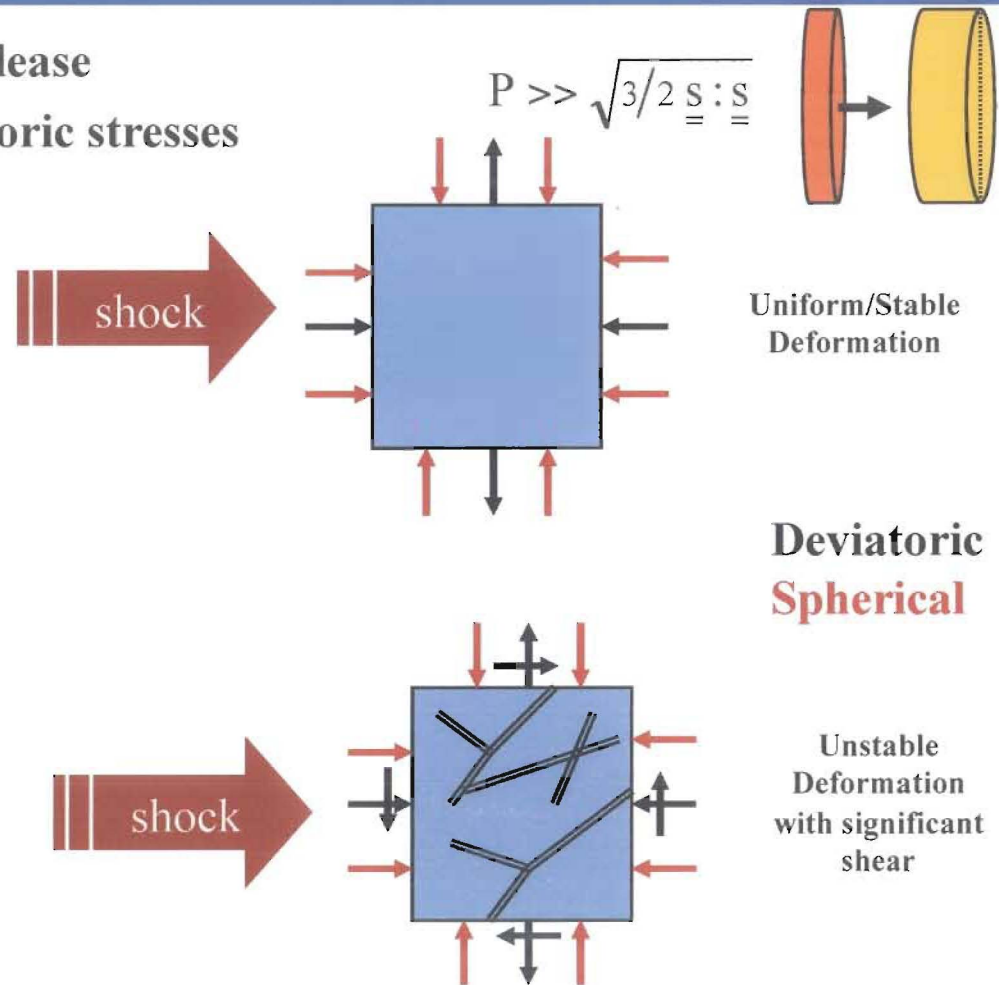 lease
oric stresses
P >> √3/2 s : s
shock
Uniform/Stable
Deformation
Deviatoric
Spherical
shock
Unstable
Deformation
with significant
shear